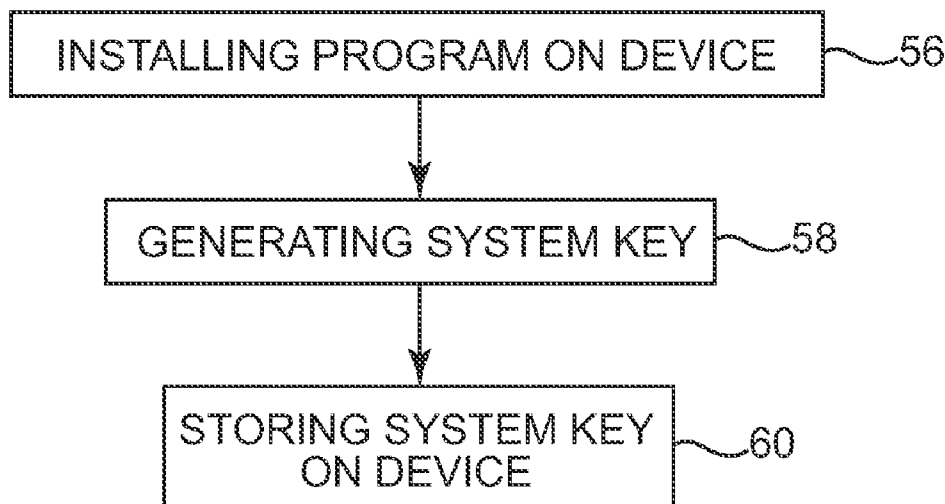 INSTALLING PROGRAM ON DEVICE 56
GENERATING SYSTEM KEY 58
STORING SYSTEM KEY
ON DEVICE
60